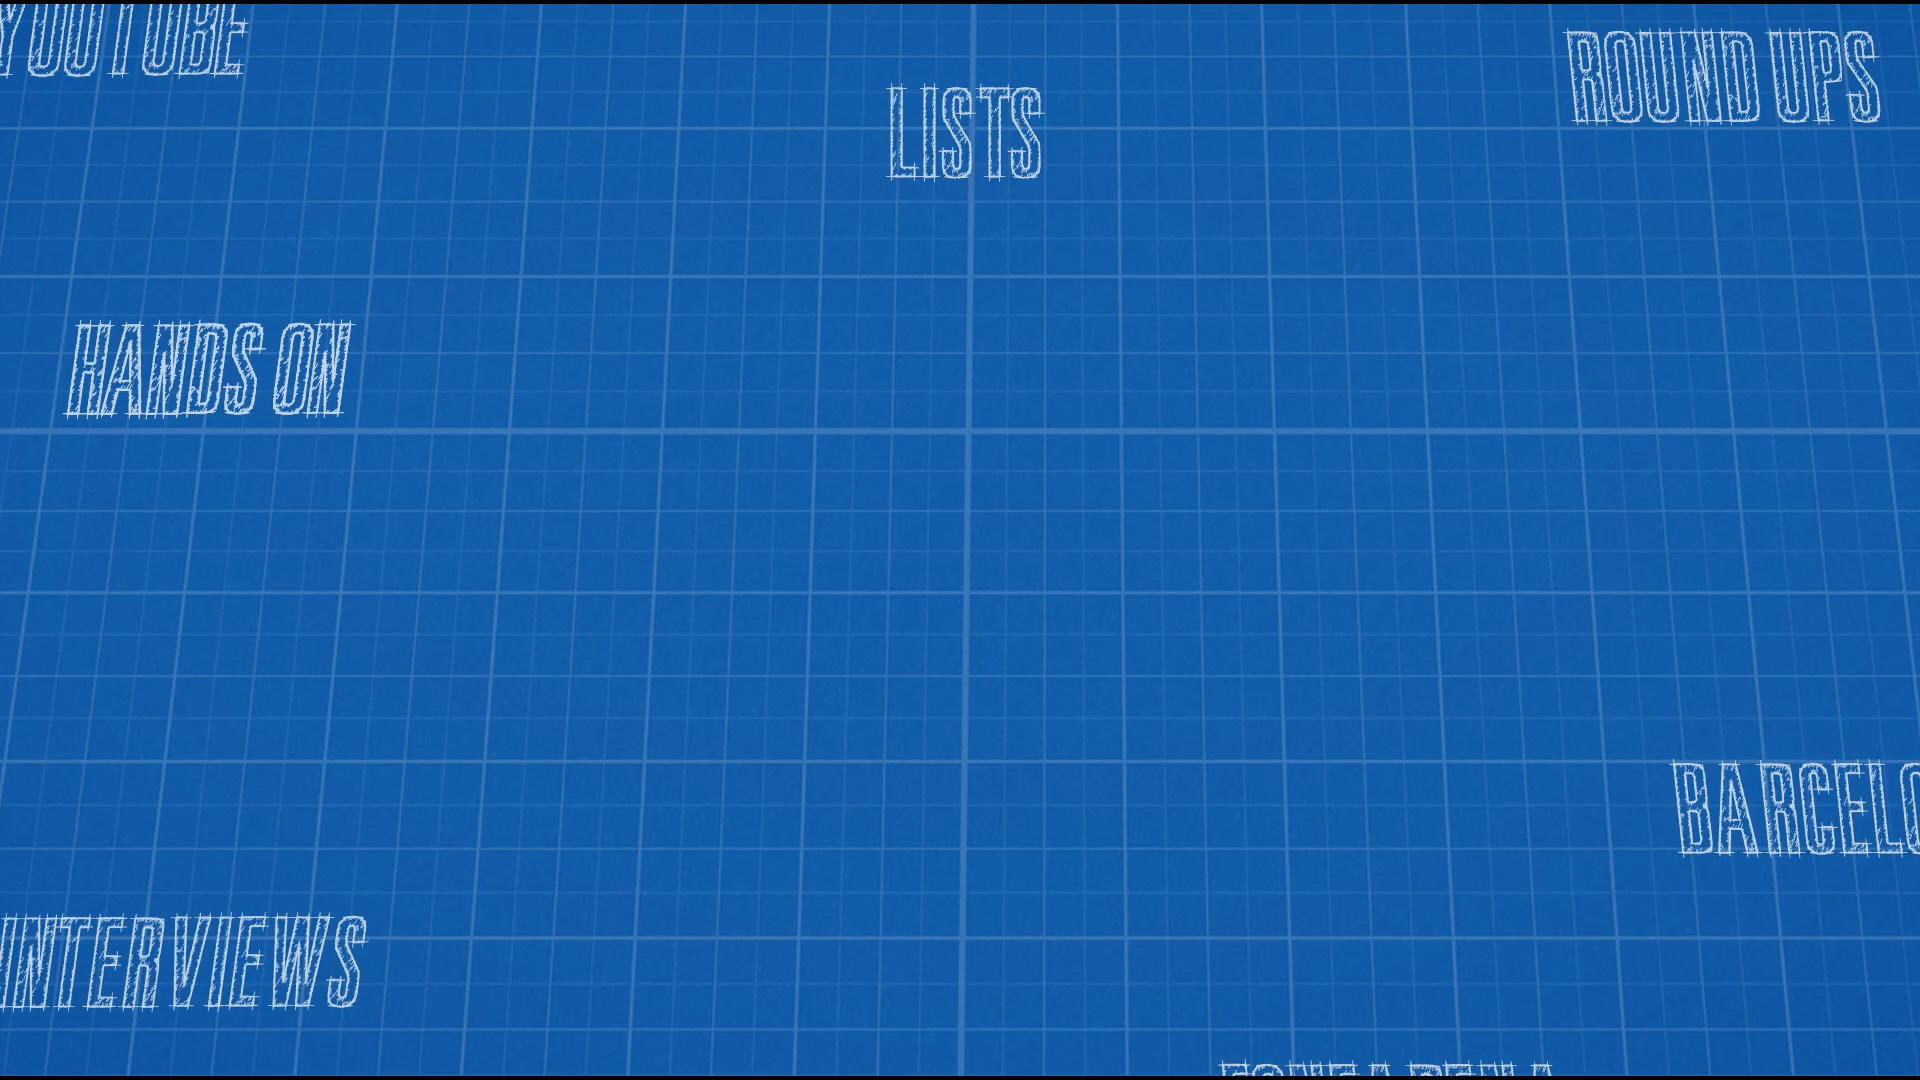 YOUTUBE
ROUND UPS
LISTS
HANDS ON
BARCELO
INTERVIEWS